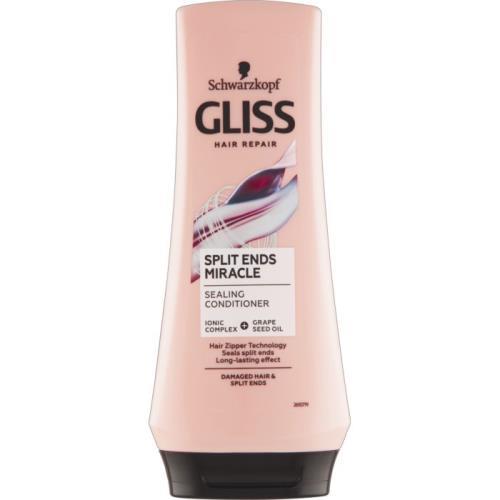 Schwarzkopf
GLISS
HAIR REPAIR
SPLIT ENDS
MIRACLE
SEALING
CONDITIONER
IONIC COMPLEX + GRAPE SEED OIL
Hair Zipper Technology
Seals split ends
Long-lasting effect
DAMAGED HAIR &
SPLIT ENDS